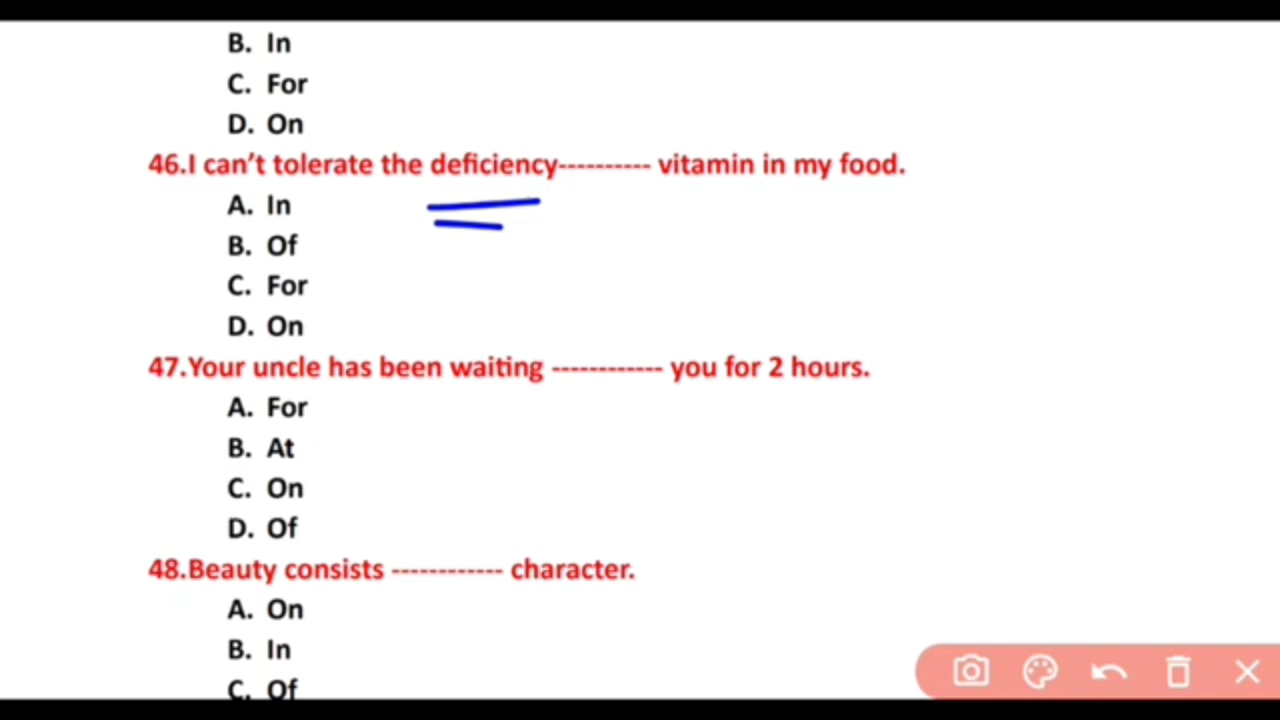 B. In
C. For
D. On
46.I can't tolerate the deficiency---------- vitamin in my food.
A. In
B. Of
C. For
D. On
47.Your uncle has been waiting ------------ you for 2 hours.
A. For
B. At
C. On
D. Of
48.Beauty consists ------------ character.
A. On
B. In
C. Of